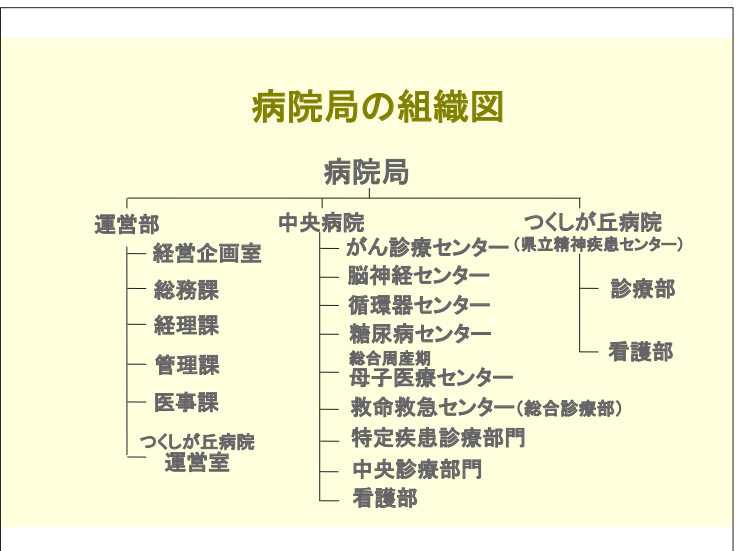 病院局の組織図
病院局
運営部
経営企画室
総務課
経理課
管理課
医事課
つくしが丘病院
運営室
中央病院
がん診療センター
脳神経センター
循環器センター
糖尿病センター
総合周産期
母子医療センター
救命救急センター(総合診療部)
特定疾患診療部門
中央診療部門
看護部
つくしが丘病院
(県立精神疾患センター)
診療部
看護部